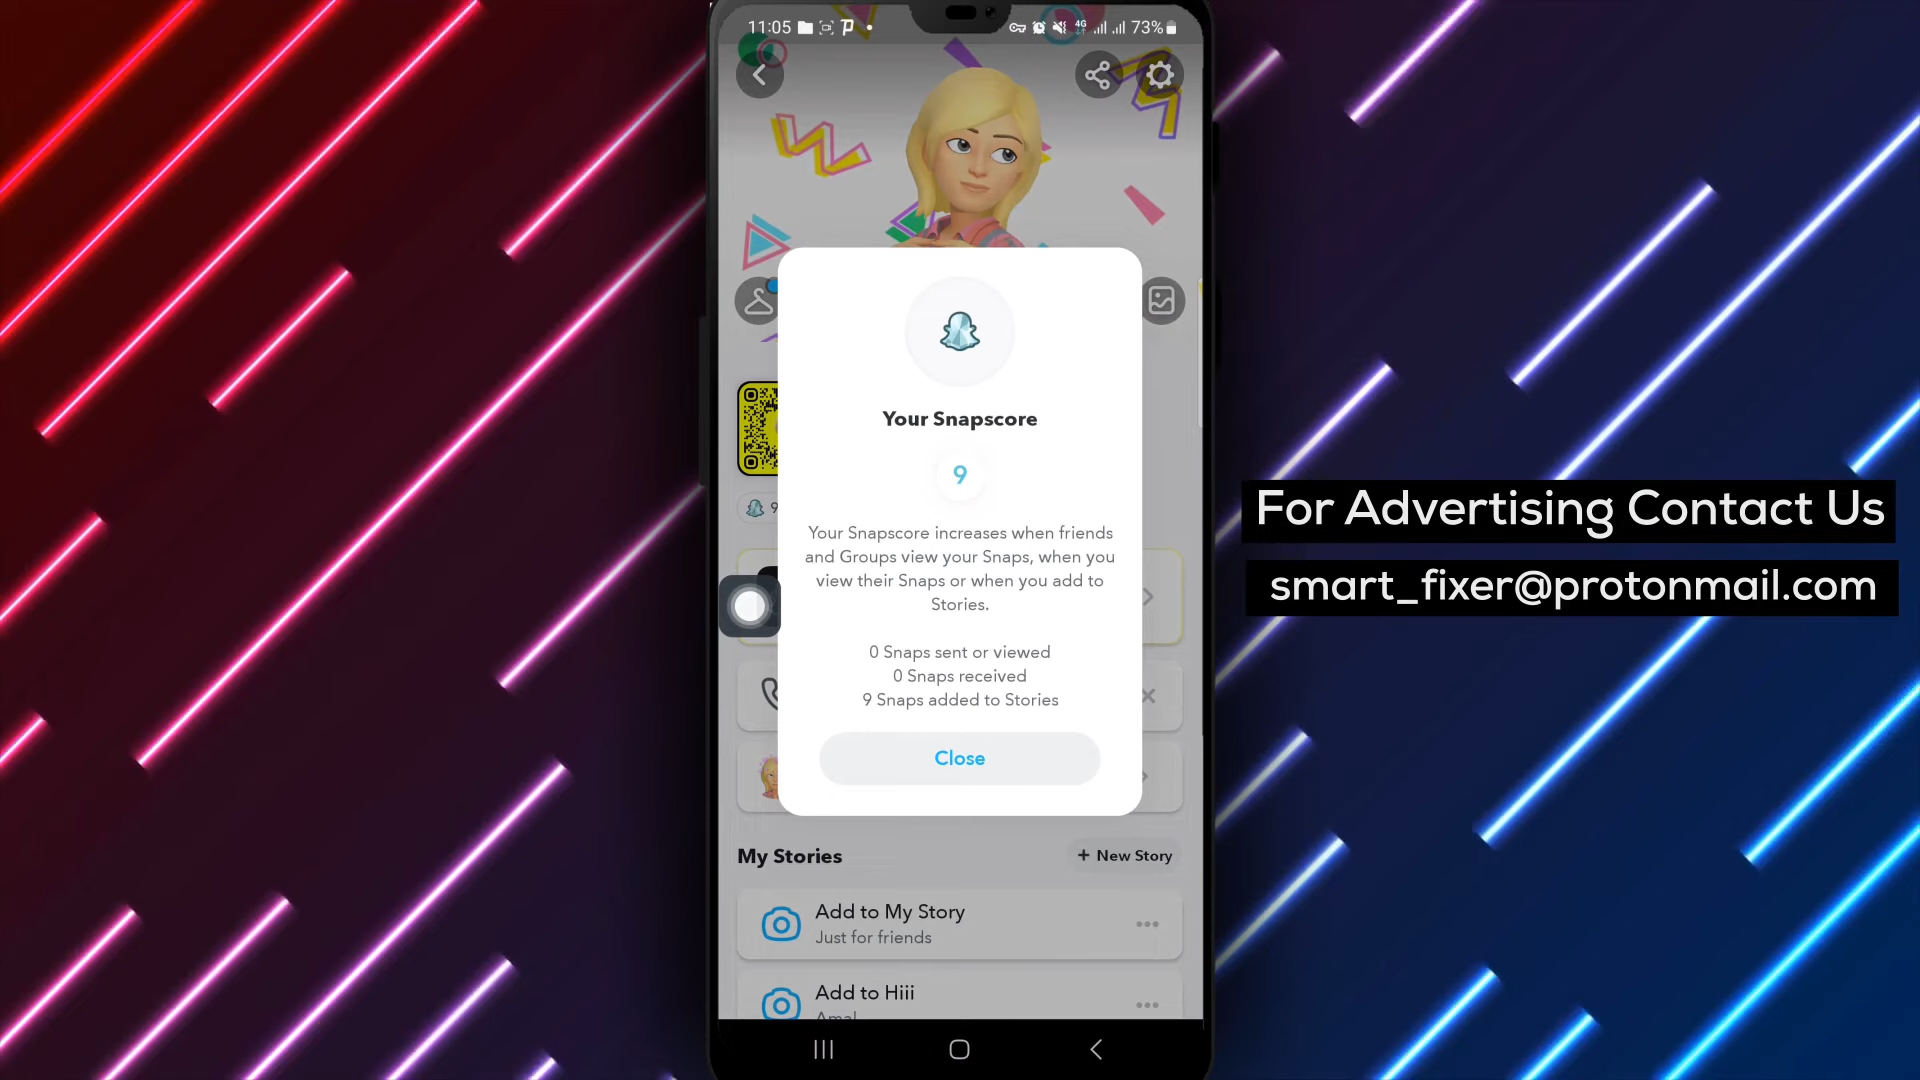 11:05
4G
73%
Your Snapscore
9
9
Your Snapscore increases when friends
and Groups view your Snaps, when you
view their Snaps or when you add to
Stories.
0 Snaps sent or viewed
0 Snaps received
9 Snaps added to Stories
Close
My Stories
+ New Story
Add to My Story
Just for friends
Add to Hiii
Amal
For Advertising Contact Us
smart_fixer@protonmail.com